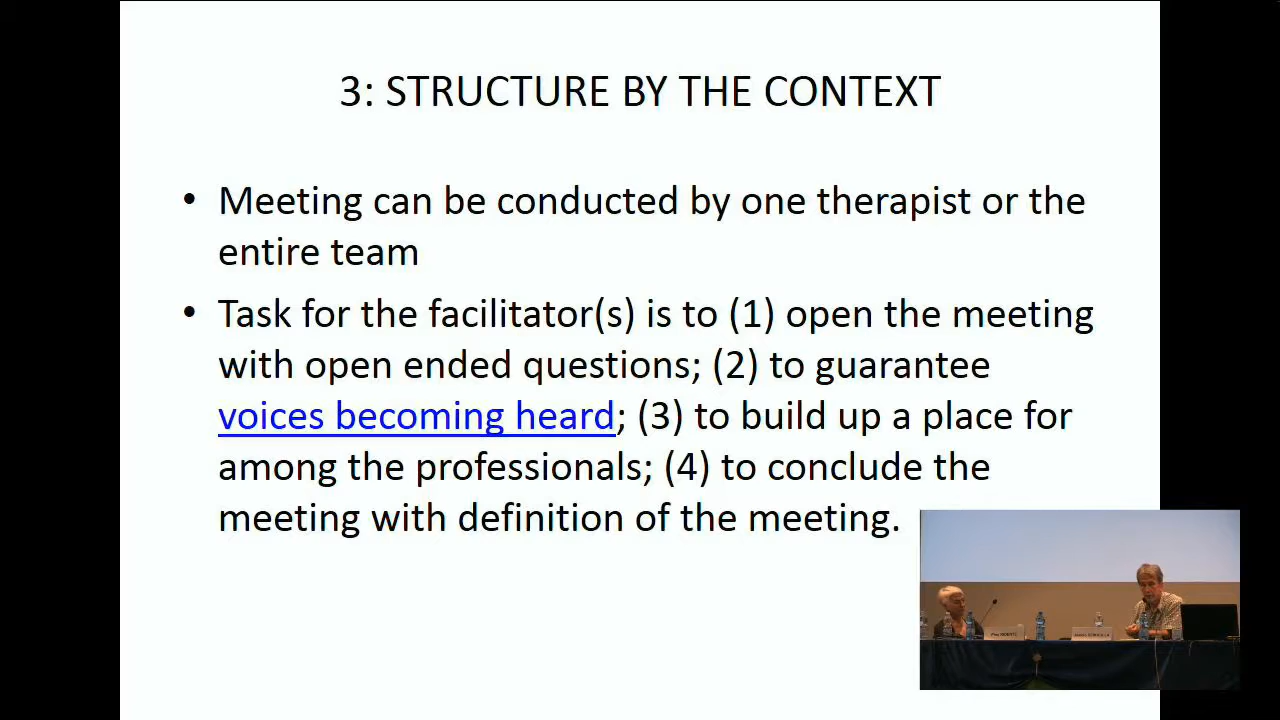 3: STRUCTURE BY THE CONTEXT
• Meeting can be conducted by one therapist or the
entire team
• Task for the facilitator(s) is to (1) open the meeting
with open ended questions; (2) to guarantee
voices becoming heard; (3) to build up a place for
among the professionals; (4) to conclude the
meeting with definition of the meeting.